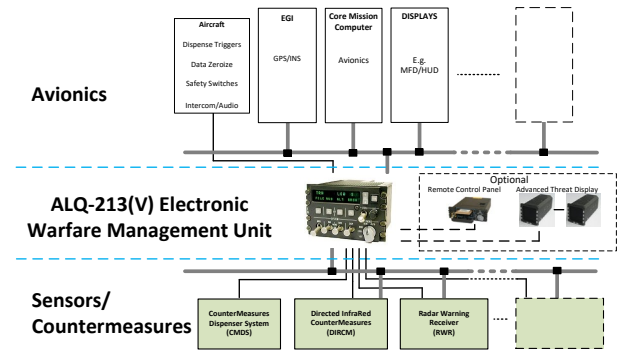 Aircraft
Dispense Triggers
Data Zeroize
Safety Switches
Intercom/Audio
EGI
GPS/INS
Core Mission
Computer
Avionics
DISPLAYS
E.g.
MFD/HUD
Avionics
ALQ-213(V) Electronic
Warfare Management Unit
Optional
Remote Control Panel
Advanced Threat Display
Sensors/
Countermeasures
CounterMeasures
Dispenser System
(CMDS)
Directed InfraRed
CounterMeasures
(DIRCM)
Radar Warning
Receiver
(RWR)